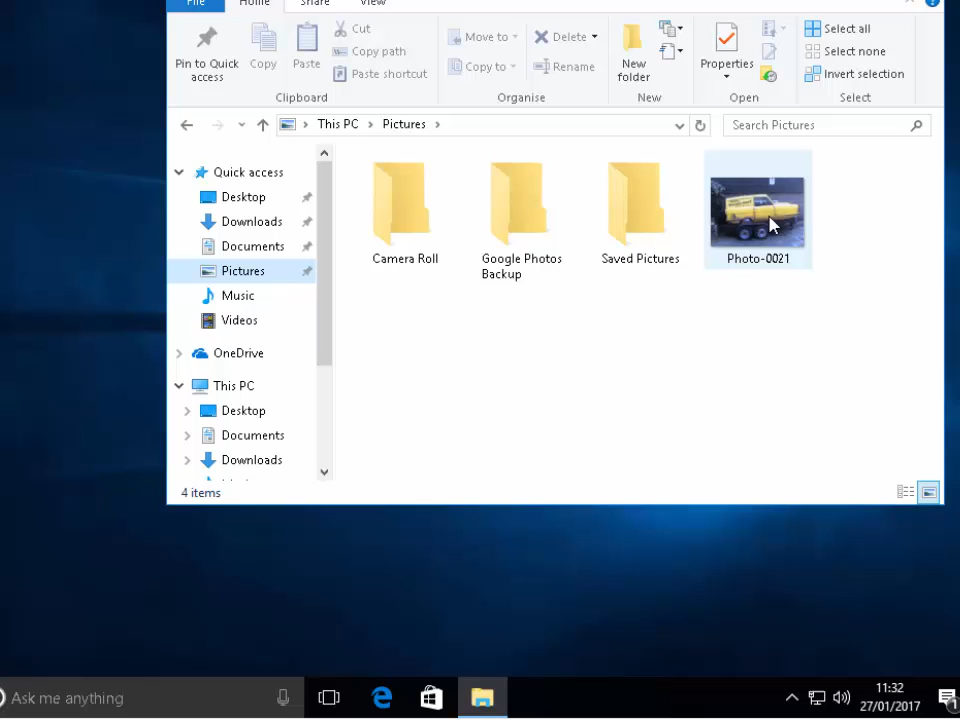 File Home Share View
Pin to Quick access
Copy
Paste
Cut
Copy path
Paste shortcut
Clipboard
Move to
Copy to
Delete
Rename
Organise
New folder
New
Properties
Open
Select all
Select none
Invert selection
Select
This PC Pictures
Search Pictures
Quick access
Desktop
Downloads
Documents
Pictures
Music
Videos
OneDrive
This PC
Desktop
Documents
Downloads
Camera Roll
Google Photos Backup
Saved Pictures
Photo-0021
4 items
Ask me anything
11:32
27/01/2017
1